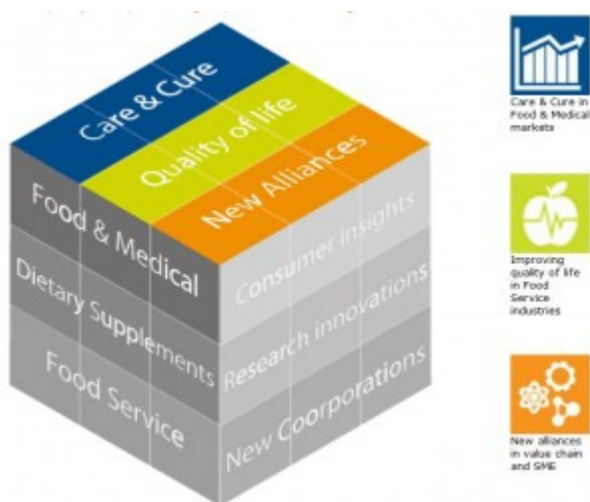 Care & Cure
Quality of life
New Alliances
Food & Medical
Dietary Supplements
Food Service
Consumer insights
Research innovations
New Coorporations
Care & Cure in
Food & Medical
markets
Improving
quality of life
in Food
Service
industries
New alliances
in value chain
and SME